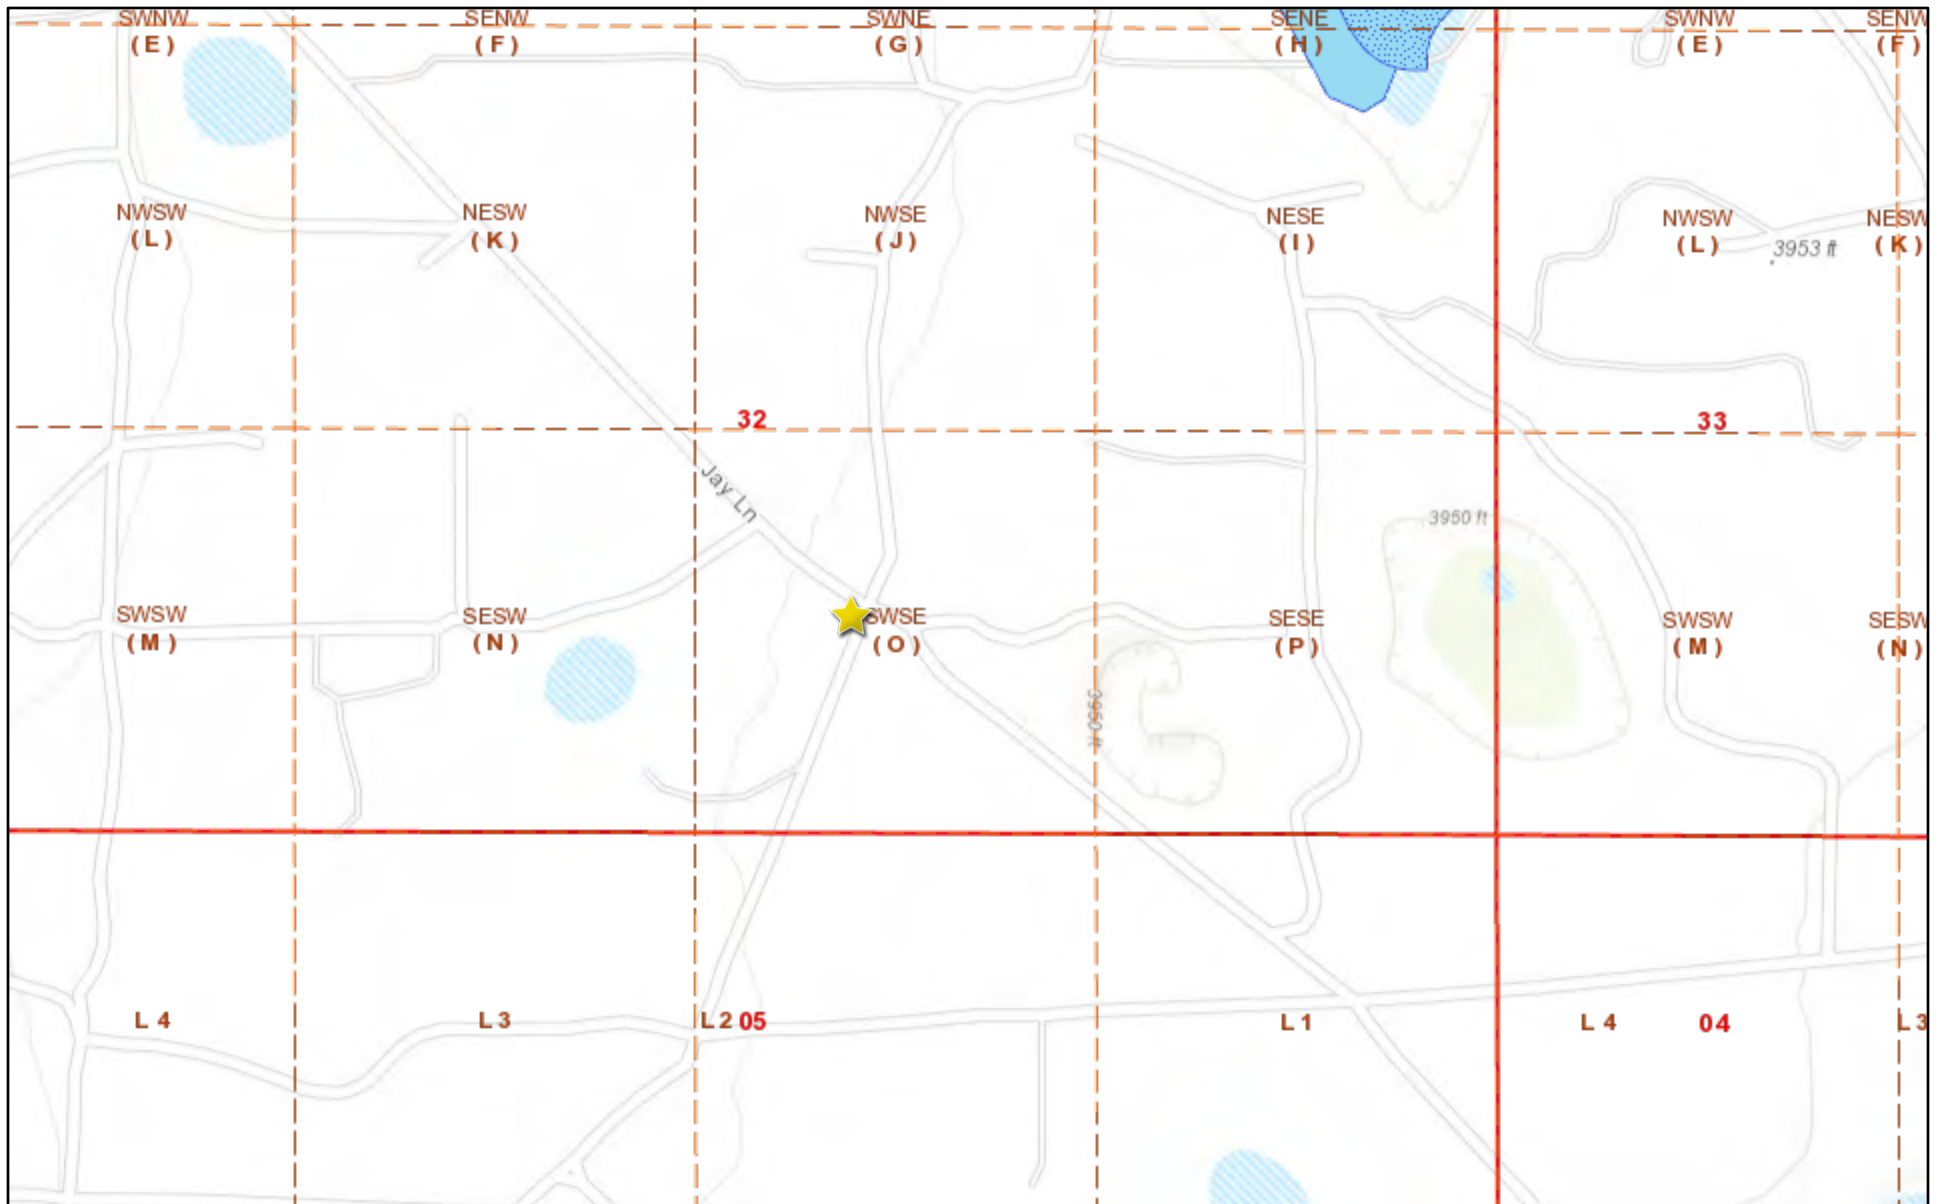 SWNW
(E)
SENW
(F)
SWNE
(G)
SENE
(H)
SWNW
(E)
SENW
(F)
NWSW
(L)
NESW
(K)
NWSE
(J)
NESE
(I)
NWSW
(L)
3953 ft
NESW
(K)
32
33
Jay Ln
3950 ft
SWSW
(M)
SESW
(N)
SWSE
(O)
SESE
(P)
SWSW
(M)
SESW
(N)
3950 ft
L 4
L 3
L 2
05
L 1
L 4
04
L 3